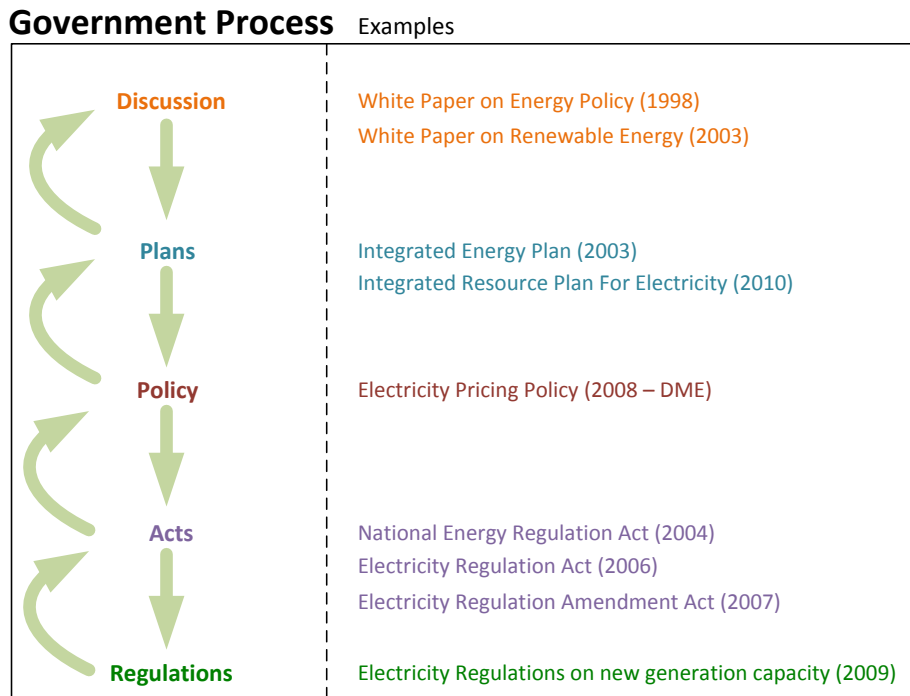 Government Process Examples
Discussion White Paper on Energy Policy (1998)
White Paper on Renewable Energy (2003)
Plans Integrated Energy Plan (2003)
Integrated Resource Plan For Electricity (2010)
Policy Electricity Pricing Policy (2008 – DME)
Acts National Energy Regulation Act (2004)
Electricity Regulation Act (2006)
Electricity Regulation Amendment Act (2007)
Regulations Electricity Regulations on new generation capacity (2009)